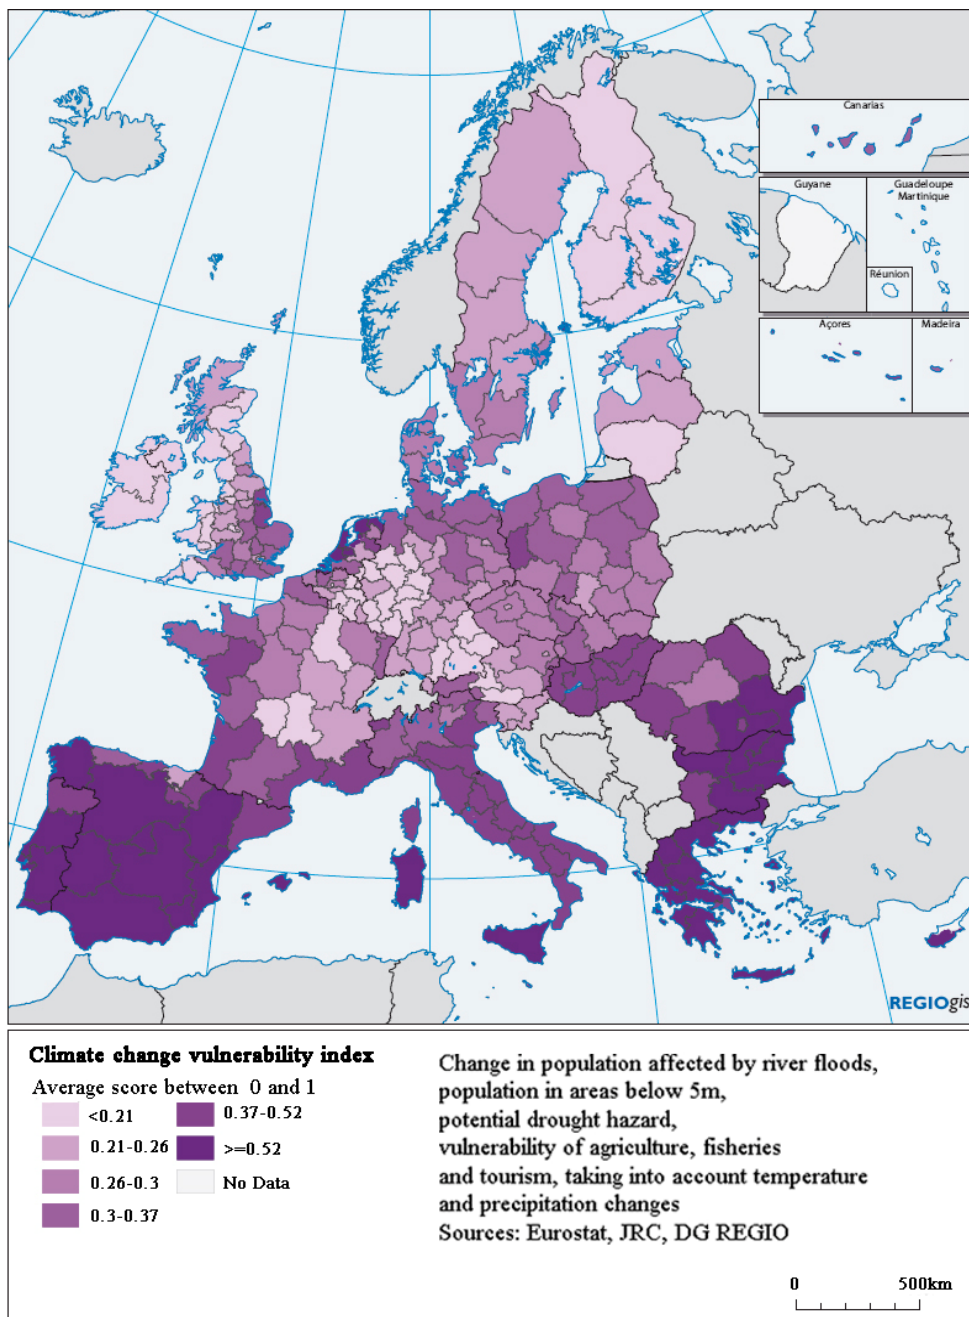 Canarias
Guyane
Guadeloupe
Martinique
Réunion
Açores
Madeira
REGIOgis
Climate change vulnerability index
Average score between 0 and 1
<0.21
0.21-0.26
0.26-0.3
0.3-0.37
0.37-0.52
>=0.52
No Data
Change in population affected by river floods,
population in areas below 5m,
potential drought hazard,
vulnerability of agriculture, fisheries
and tourism, taking into account temperature
and precipitation changes
Sources: Eurostat, JRC, DG REGIO
0 500km